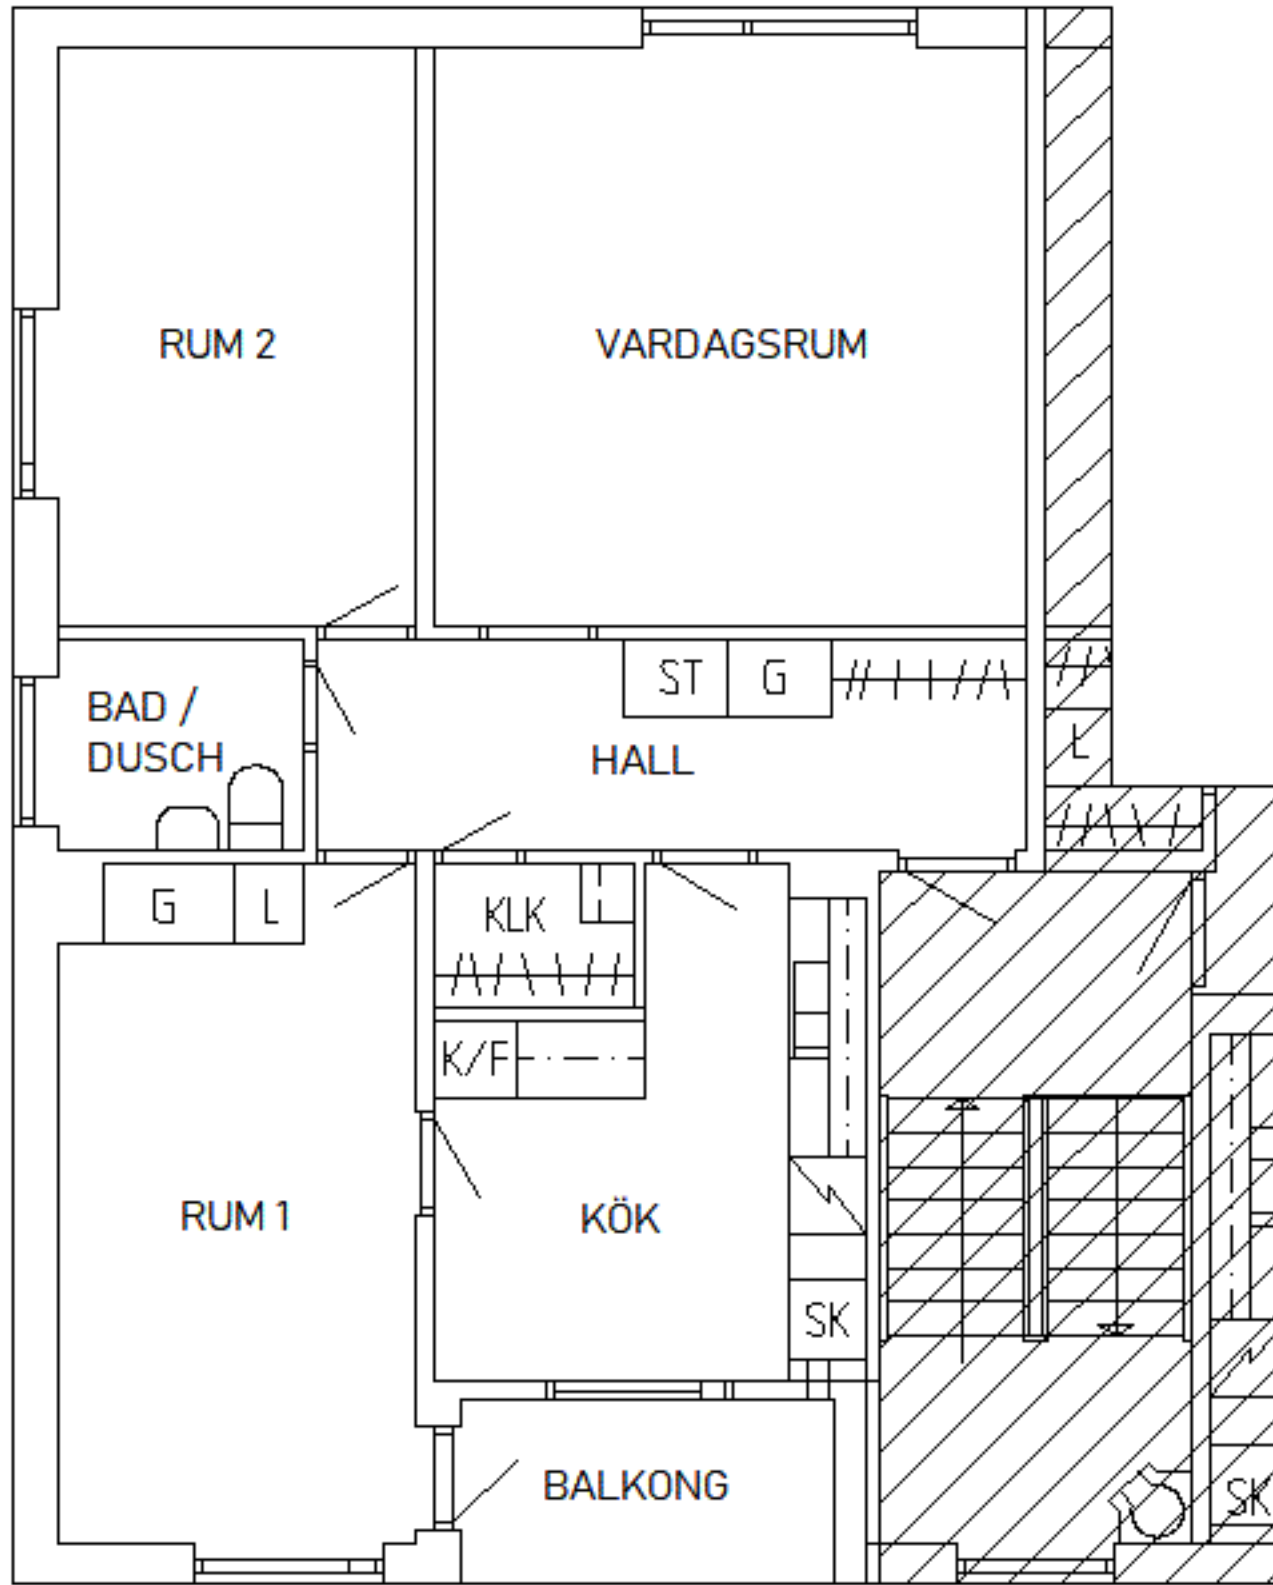 RUM 2
VARDAGSRUM
BAD /
DUSCH
ST
G
HALL
L
G
L
KLK
K/F
RUM 1
KÖK
SK
BALKONG
SK